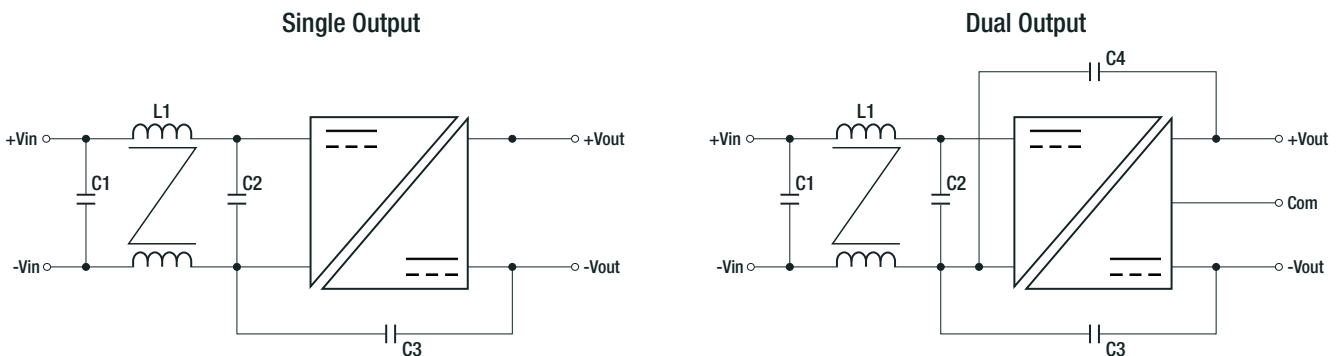 Single Output
L1
+Vin
+Vout
C1
C2
-Vin
-Vout
C3
Dual Output
C4
L1
+Vin
+Vout
C1
C2
Com
-Vin
-Vout
C3